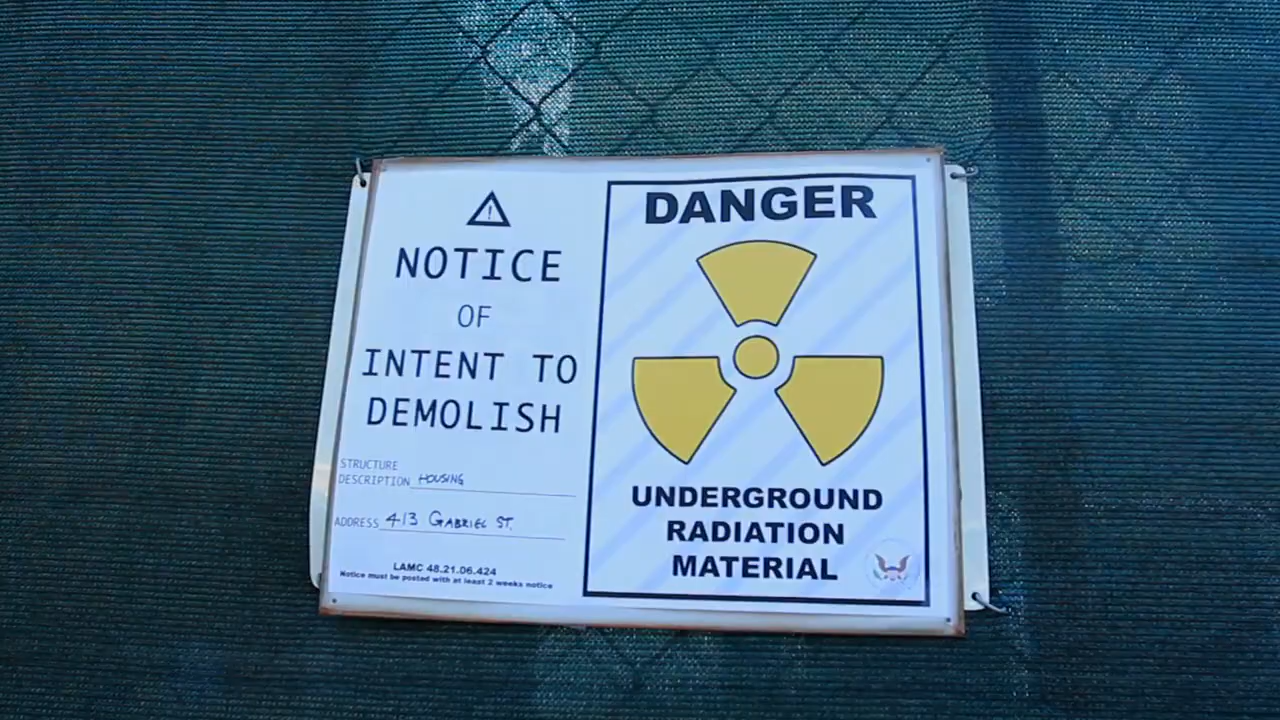 NOTICE
OF
INTENT TO
DEMOLISH
STRUCTURE
DESCRIPTION HOUSING
ADDRESS 413 GABRIEL ST.
LAMC 48.21.06.424
Notice must be posted with at least 2 weeks notice
DANGER
UNDERGROUND
RADIATION
MATERIAL